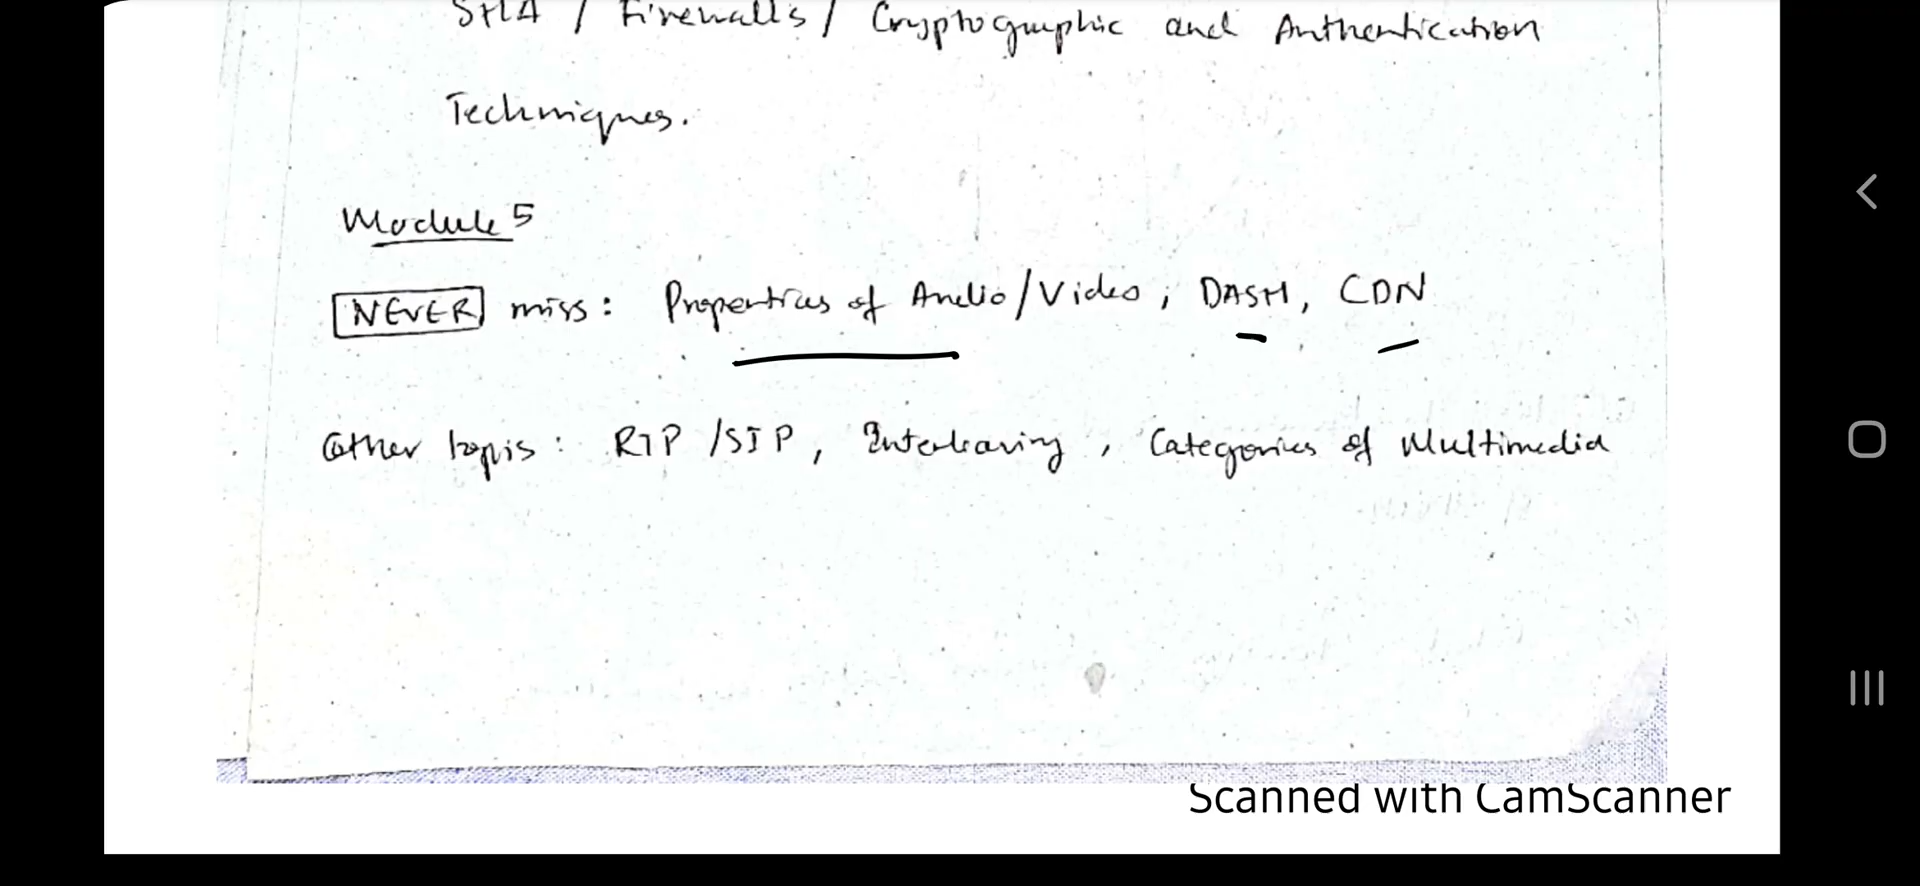 SHA / Firewalls / Cryptographic and Authentication
Techniques.
Module 5
NEVER miss: Properties of Audio/Video, DASH, CDN
Other topics: RTP/SIP, Interleaving, Categories of Multimedia
Scanned with CamScanner